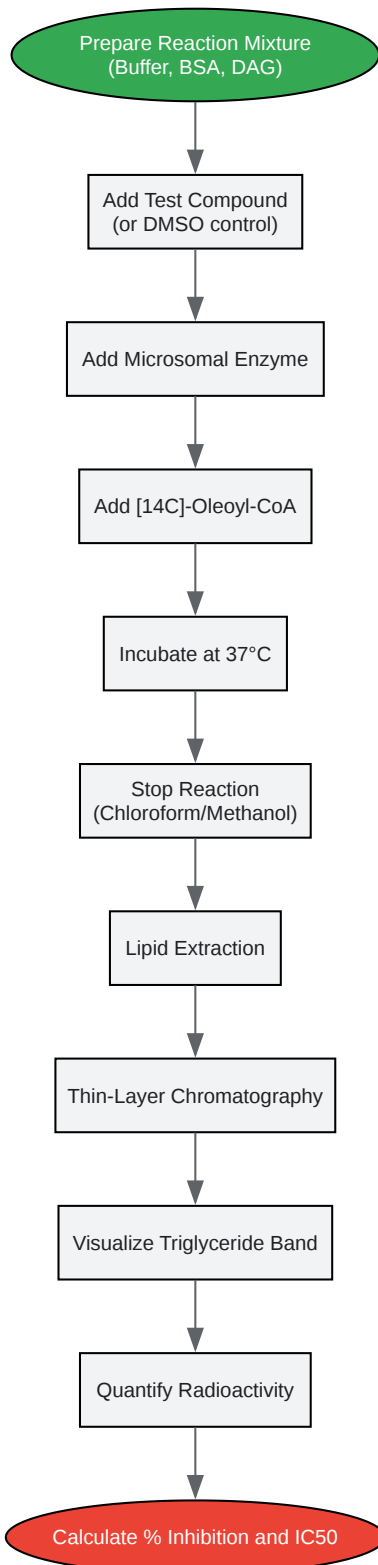 Prepare Reaction Mixture
(Buffer, BSA, DAG)
Add Test Compound
(or DMSO control)
Add Microsomal Enzyme
Add [14C]-Oleoyl-CoA
Incubate at 37°C
Stop Reaction
(Chloroform/Methanol)
Lipid Extraction
Thin-Layer Chromatography
Visualize Triglyceride Band
Quantify Radioactivity
Calculate % Inhibition and IC50